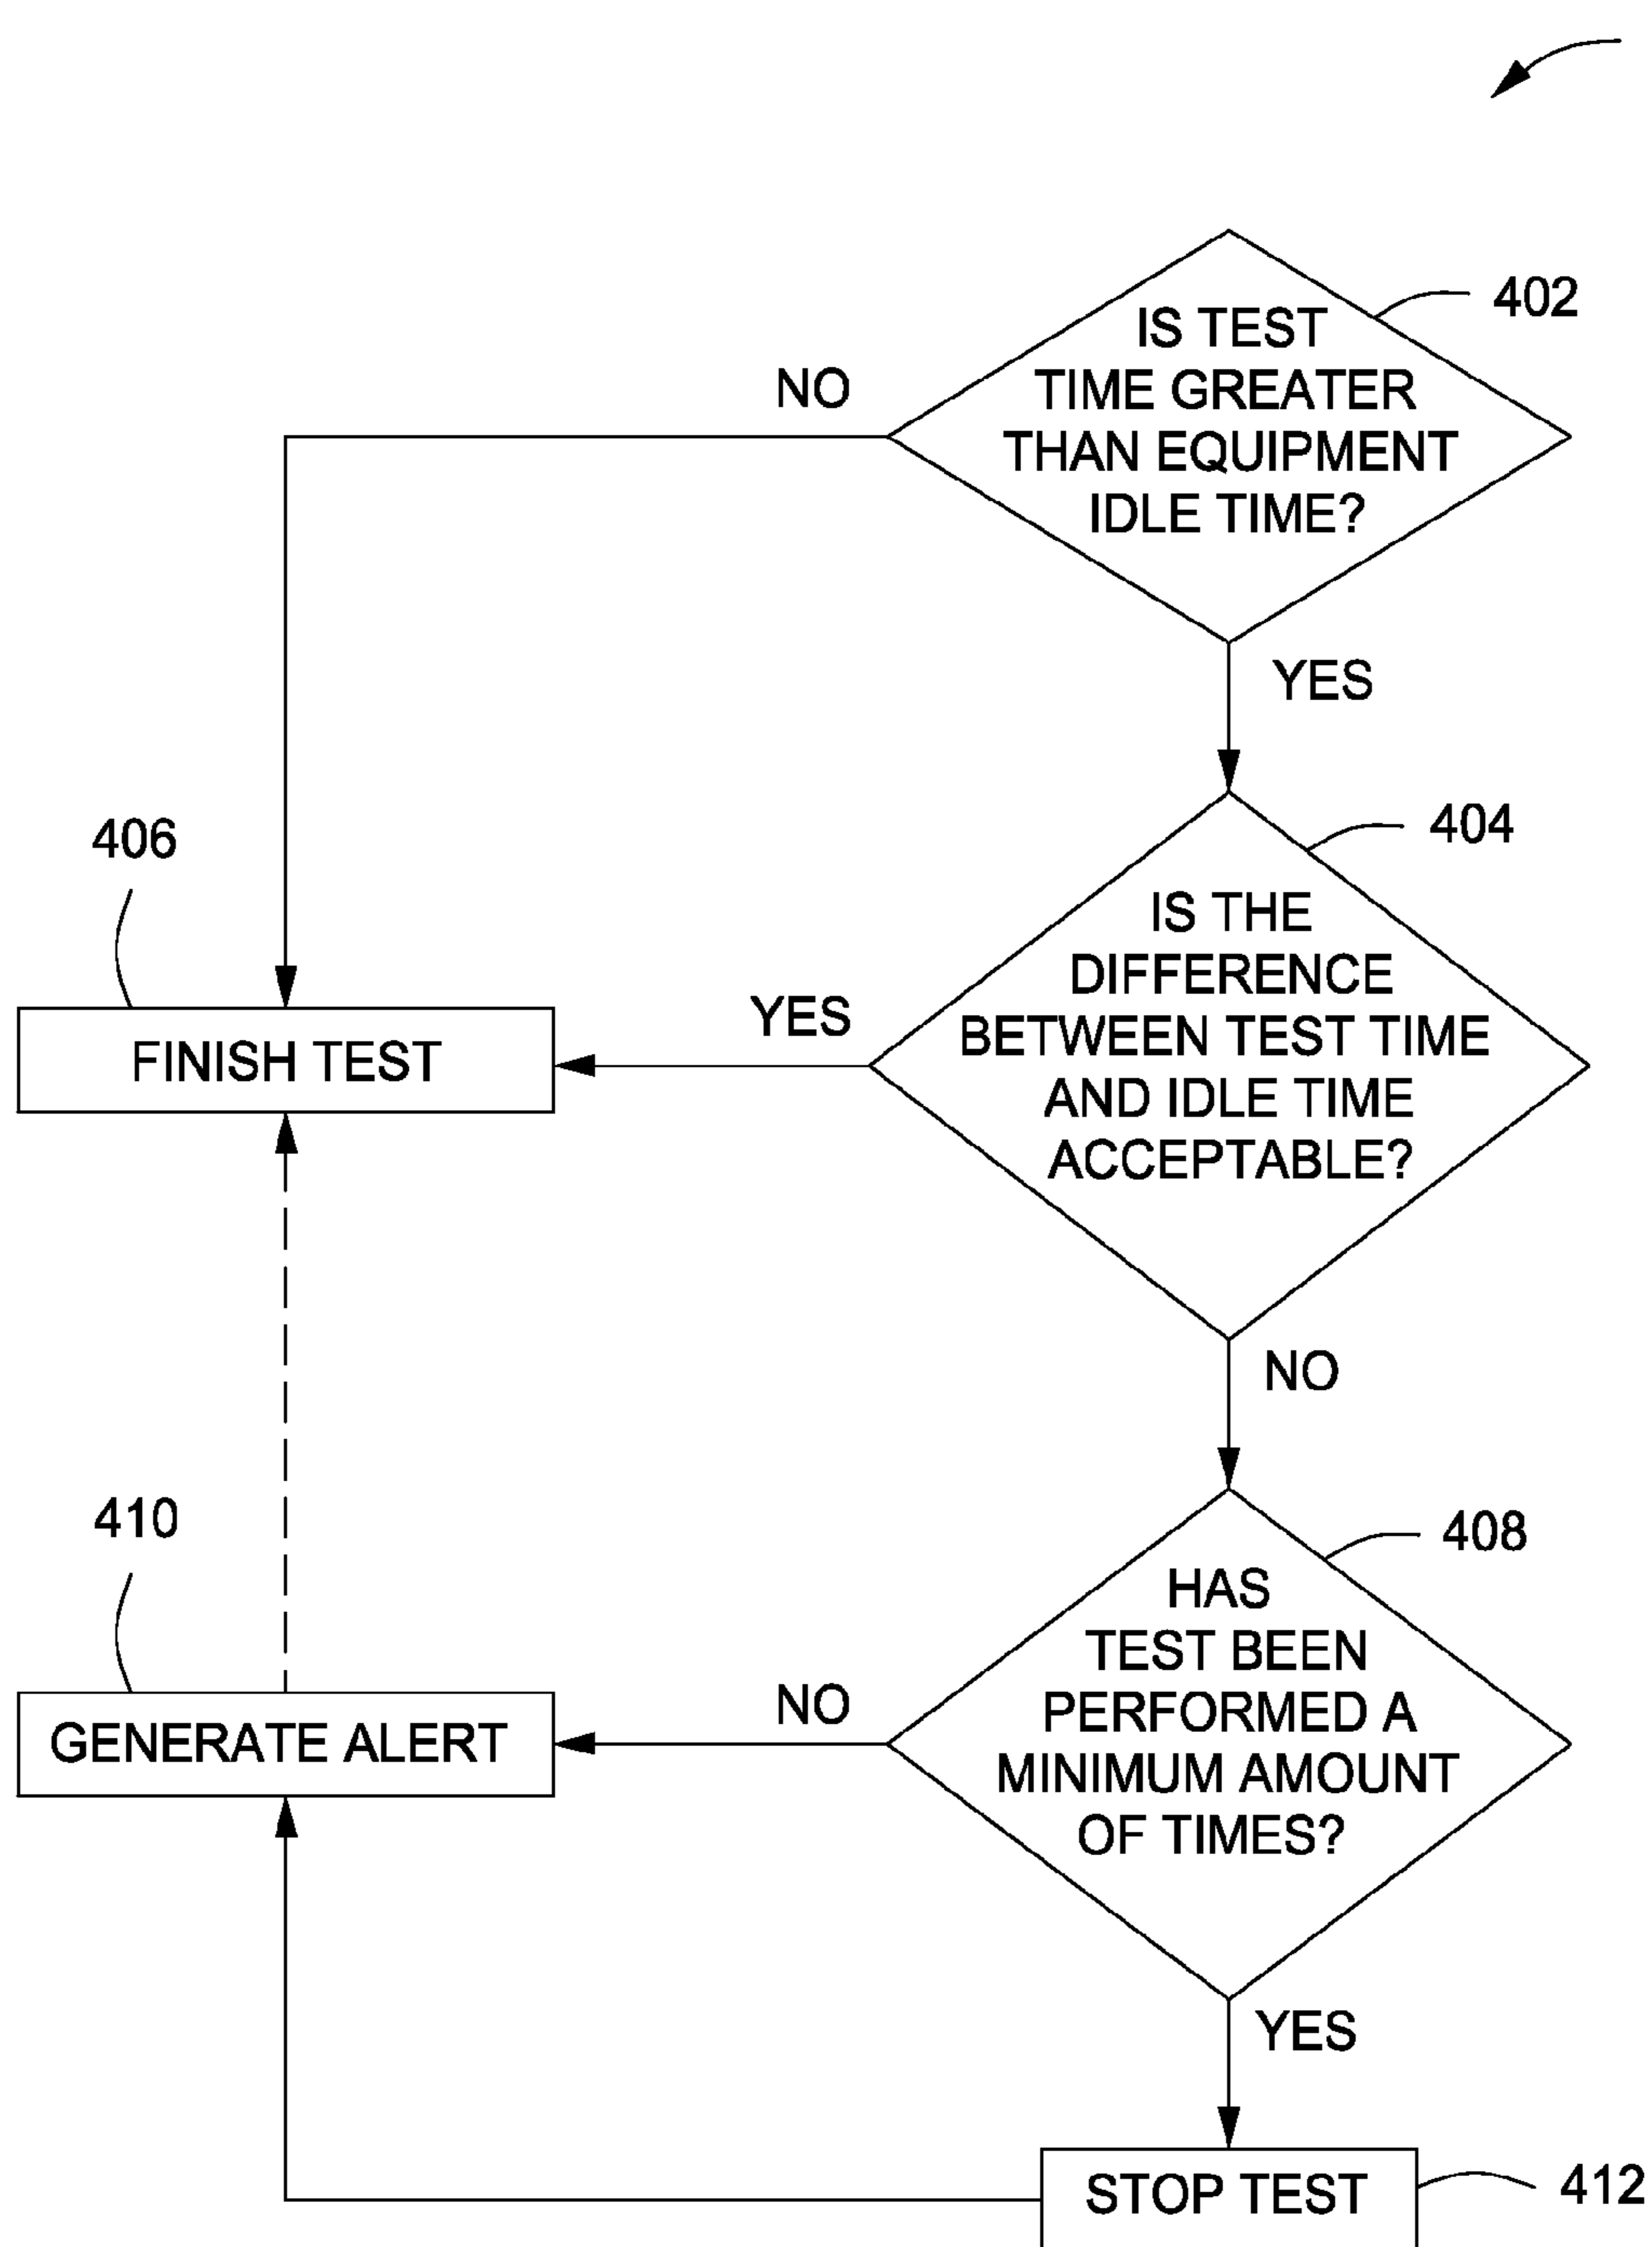 402
IS TEST
TIME GREATER
THAN EQUIPMENT
IDLE TIME?
NO
YES
404
406
IS THE
DIFFERENCE
BETWEEN TEST TIME
AND IDLE TIME
ACCEPTABLE?
YES
FINISH TEST
NO
408
410
HAS
TEST BEEN
PERFORMED A
MINIMUM AMOUNT
OF TIMES?
NO
GENERATE ALERT
YES
STOP TEST
412